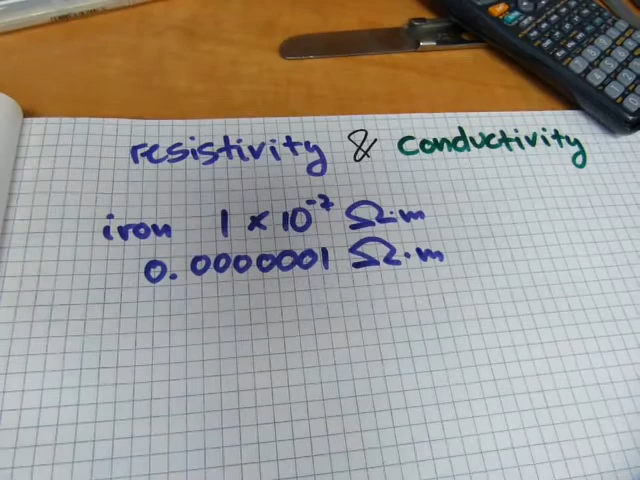 resistivity & conductivity
iron 1 × 10⁻⁷ Ω·m
0.0000001 Ω·m